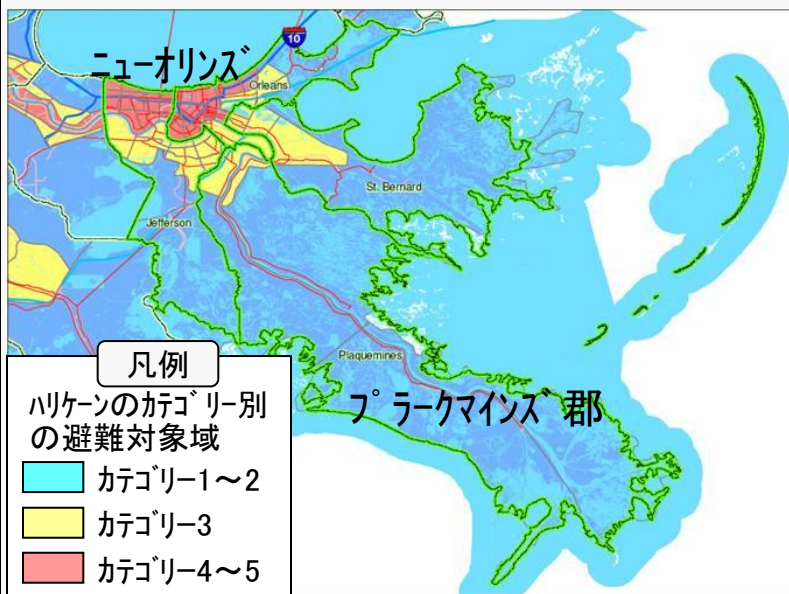 ニューオリンズ
10
Orleans
St. Bernard
Jefferson
Plaquemines
プラークマインズ郡
凡例
ハリケーンのカテゴリー別
の避難対象域
カテゴリー1～2
カテゴリー3
カテゴリー4～5